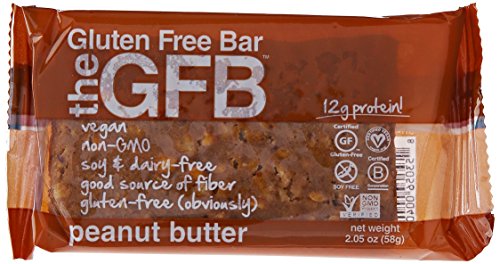 Gluten Free Bar
the GFB™
vegan
non-GMO
soy & dairy-free
good source of fiber
gluten-free (obviously)
peanut butter
12g protein!
Certified
GF
Gluten-Free
SOY FREE
Certified
B
Corporation
NON
GMO
VERIFIED
net weight
2.05 oz (58g)